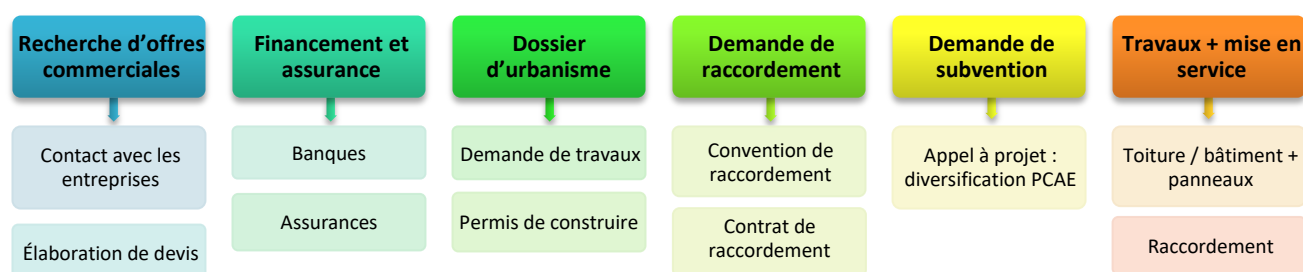 Recherche d'offres
commerciales
Contact avec les
entreprises
Élaboration de devis
Financement et
assurance
Banques
Assurances
Dossier
d'urbanisme
Demande de travaux
Permis de construire
Demande de
raccordement
Convention de
raccordement
Contrat de
raccordement
Demande de
subvention
Appel à projet :
diversification PCAE
Travaux + mise en
service
Toiture / bâtiment +
panneaux
Raccordement